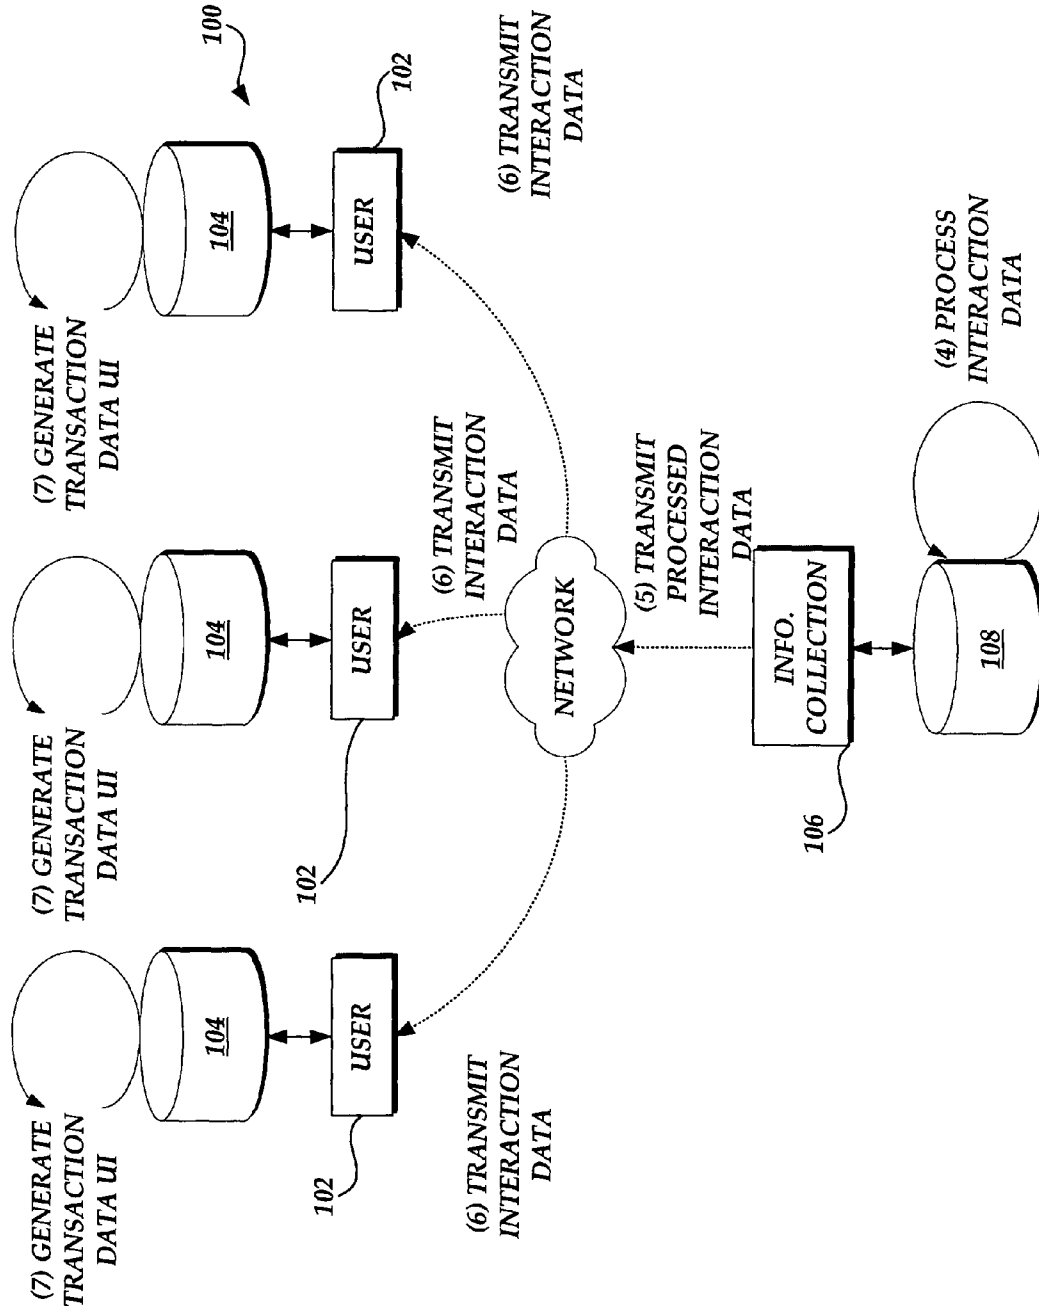 100
(7) GENERATE
TRANSACTION
DATA UI
104
USER
102
(6) TRANSMIT
INTERACTION
DATA
(7) GENERATE
TRANSACTION
DATA UI
104
USER
102
(6) TRANSMIT
INTERACTION
DATA
(7) GENERATE
TRANSACTION
DATA UI
104
USER
102
(6) TRANSMIT
INTERACTION
DATA
NETWORK
(5) TRANSMIT
PROCESSED
INTERACTION
DATA
INFO.
COLLECTION
106
108
(4) PROCESS
INTERACTION
DATA